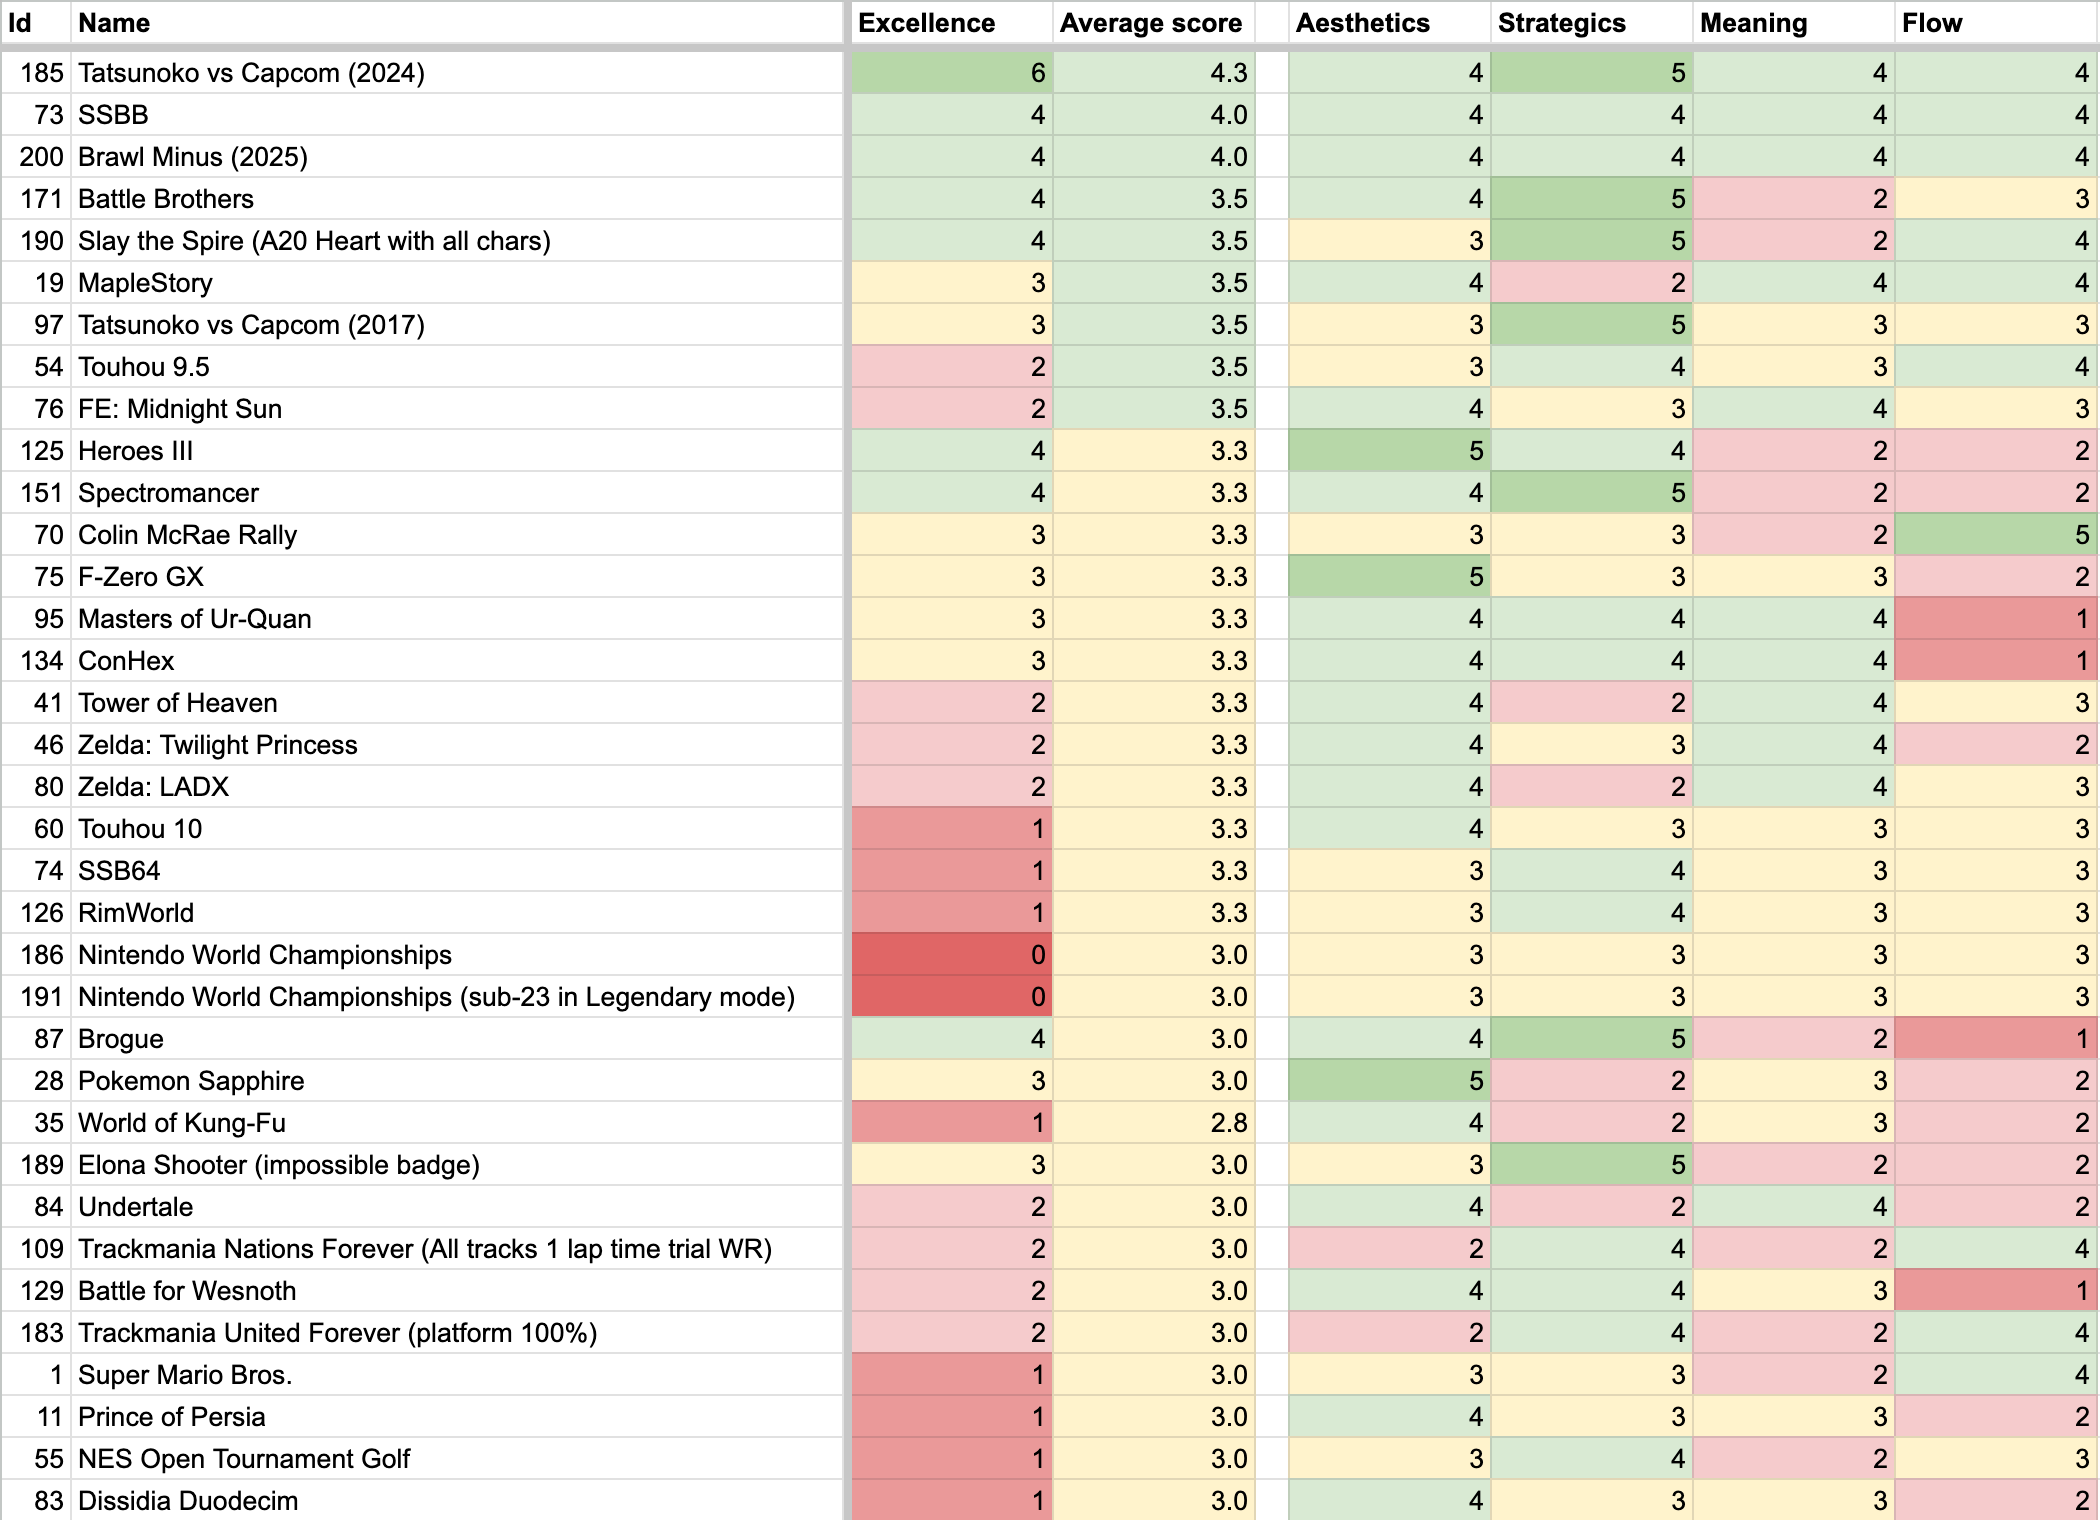 Id Name Excellence Average score Aesthetics Strategics Meaning Flow
185 Tatsunoko vs Capcom (2024) 6 4.3 4 5 4 4
73 SSBB 4 4.0 4 4 4 4
200 Brawl Minus (2025) 4 4.0 4 4 4 4
171 Battle Brothers 4 3.5 4 5 2 3
190 Slay the Spire (A20 Heart with all chars) 4 3.5 3 5 2 4
19 MapleStory 3 3.5 4 2 4 4
97 Tatsunoko vs Capcom (2017) 3 3.5 3 5 3 3
54 Touhou 9.5 2 3.5 3 4 3 4
76 FE: Midnight Sun 2 3.5 4 3 4 3
125 Heroes III 4 3.3 5 4 2 2
151 Spectromancer 4 3.3 4 5 2 2
70 Colin McRae Rally 3 3.3 3 3 2 5
75 F-Zero GX 3 3.3 5 3 3 2
95 Masters of Ur-Quan 3 3.3 4 4 4 1
134 ConHex 3 3.3 4 4 4 1
41 Tower of Heaven 2 3.3 4 2 4 3
46 Zelda: Twilight Princess 2 3.3 4 3 4 2
80 Zelda: LADX 2 3.3 4 2 4 3
60 Touhou 10 1 3.3 4 3 3 3
74 SSB64 1 3.3 3 4 3 3
126 RimWorld 1 3.3 3 4 3 3
186 Nintendo World Championships 0 3.0 3 3 3 3
191 Nintendo World Championships (sub-23 in Legendary mode) 0 3.0 3 3 3 3
87 Brogue 4 3.0 4 5 2 1
28 Pokemon Sapphire 3 3.0 5 2 3 2
35 World of Kung-Fu 1 2.8 4 2 3 2
189 Elona Shooter (impossible badge) 3 3.0 3 5 2 2
84 Undertale 2 3.0 4 2 4 2
109 Trackmania Nations Forever (All tracks 1 lap time trial WR) 2 3.0 2 4 2 4
129 Battle for Wesnoth 2 3.0 4 4 3 1
183 Trackmania United Forever (platform 100%) 2 3.0 2 4 2 4
1 Super Mario Bros. 1 3.0 3 3 2 4
11 Prince of Persia 1 3.0 4 3 3 2
55 NES Open Tournament Golf 1 3.0 3 4 2 3
83 Dissidia Duodecim 1 3.0 4 3 3 2